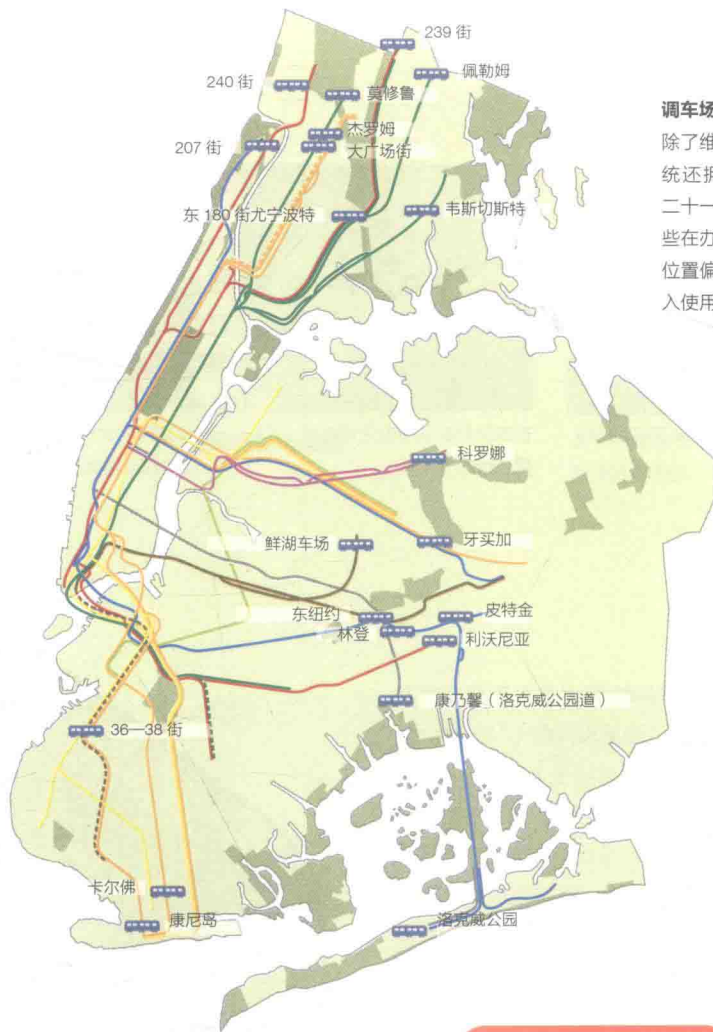 239 街
佩勒姆
240 街
莫修鲁
杰罗姆
207 街
大广场街
东 180 街尤宁波特
韦斯切斯特
调车场
除了维
统还拥
二十一
些在办
位置偏
入使用
科罗娜
鲜湖车场
牙买加
东纽约
皮特金
林登
利沃尼亚
康乃馨（洛克威公园道）
36—38 街
卡尔佛
康尼岛
洛克威公园